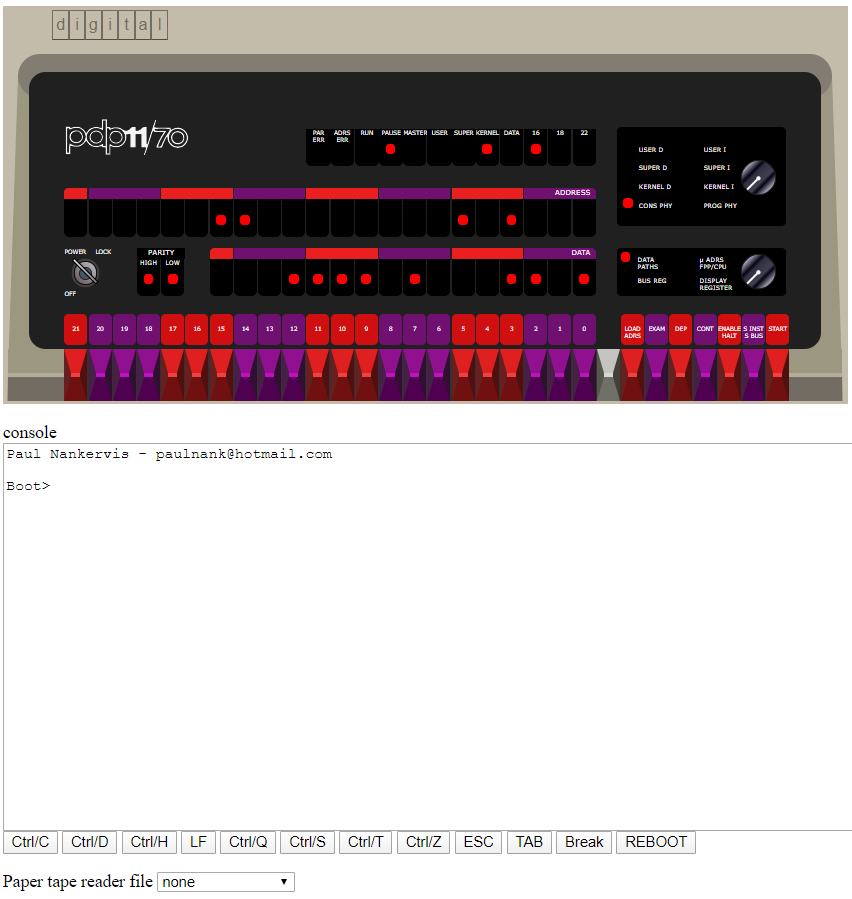 digital
pdp11/70
PAR ERR ADRS ERR RUN PAUSE MASTER USER SUPER KERNEL DATA 16 18 22
USER D USER I
SUPER D SUPER I
KERNEL D KERNEL I
CONS PHY PROG PHY
ADDRESS
POWER LOCK
OFF
PARITY
HIGH LOW
DATA
DATA PATHS µ ADRS FPP/CPU
BUS REG DISPLAY REGISTER
21 20 19 18 17 16 15 14 13 12 11 10 9 8 7 6 5 4 3 2 1 0 LOAD ADRS EXAM DEP CONT ENABLE HALT S INST S BUS START
console
Paul Nankervis - paulnank@hotmail.com
Boot>
Ctrl/C Ctrl/D Ctrl/H LF Ctrl/Q Ctrl/S Ctrl/T Ctrl/Z ESC TAB Break REBOOT
Paper tape reader file none